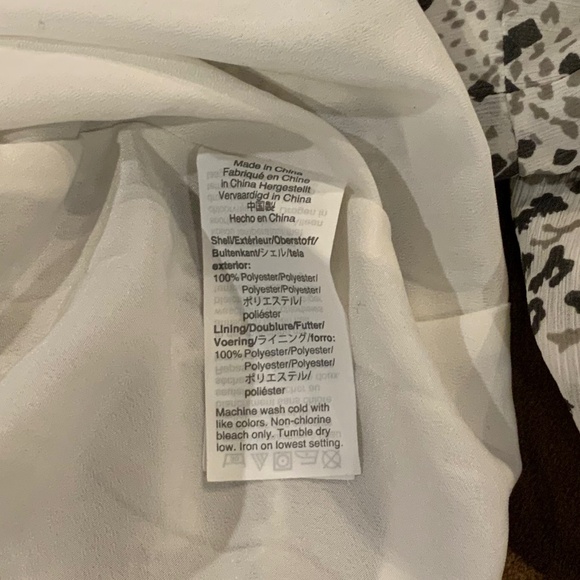 Made in China
Fabriqué en China
in China Hergestellt
Vervaardigd in China
中国製
Hecho en China
Shell/Extérieur/Oberstoff/
Buitenkant/シェル/tela
exterior:
100% Polyester/Polyester/
Polyester/Polyester/
ポリエステル/
poliéster
Lining/Doublure/Futter/
Voering/ライニング/forro:
100% Polyester/Polyester/
Polyester/Polyester/
ポリエステル/
poliéster
Machine wash cold with
like colors. Non-chlorine
bleach only. Tumble dry
low. Iron on lowest setting.